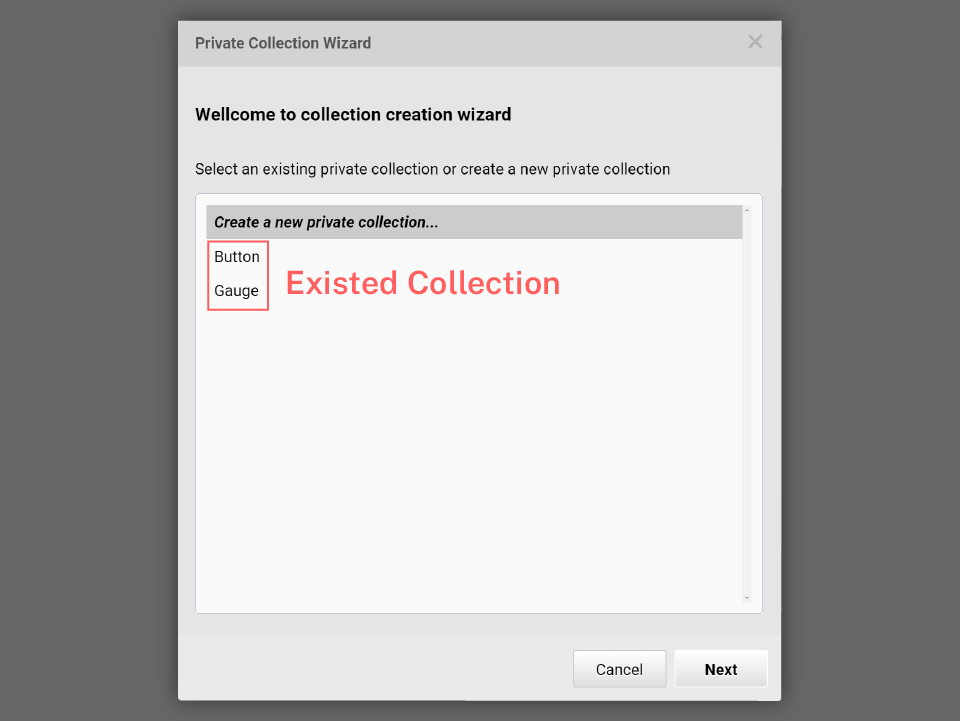 Private Collection Wizard
Wellcome to collection creation wizard
Select an existing private collection or create a new private collection
Create a new private collection...
Button
Gauge
Existed Collection
Cancel
Next